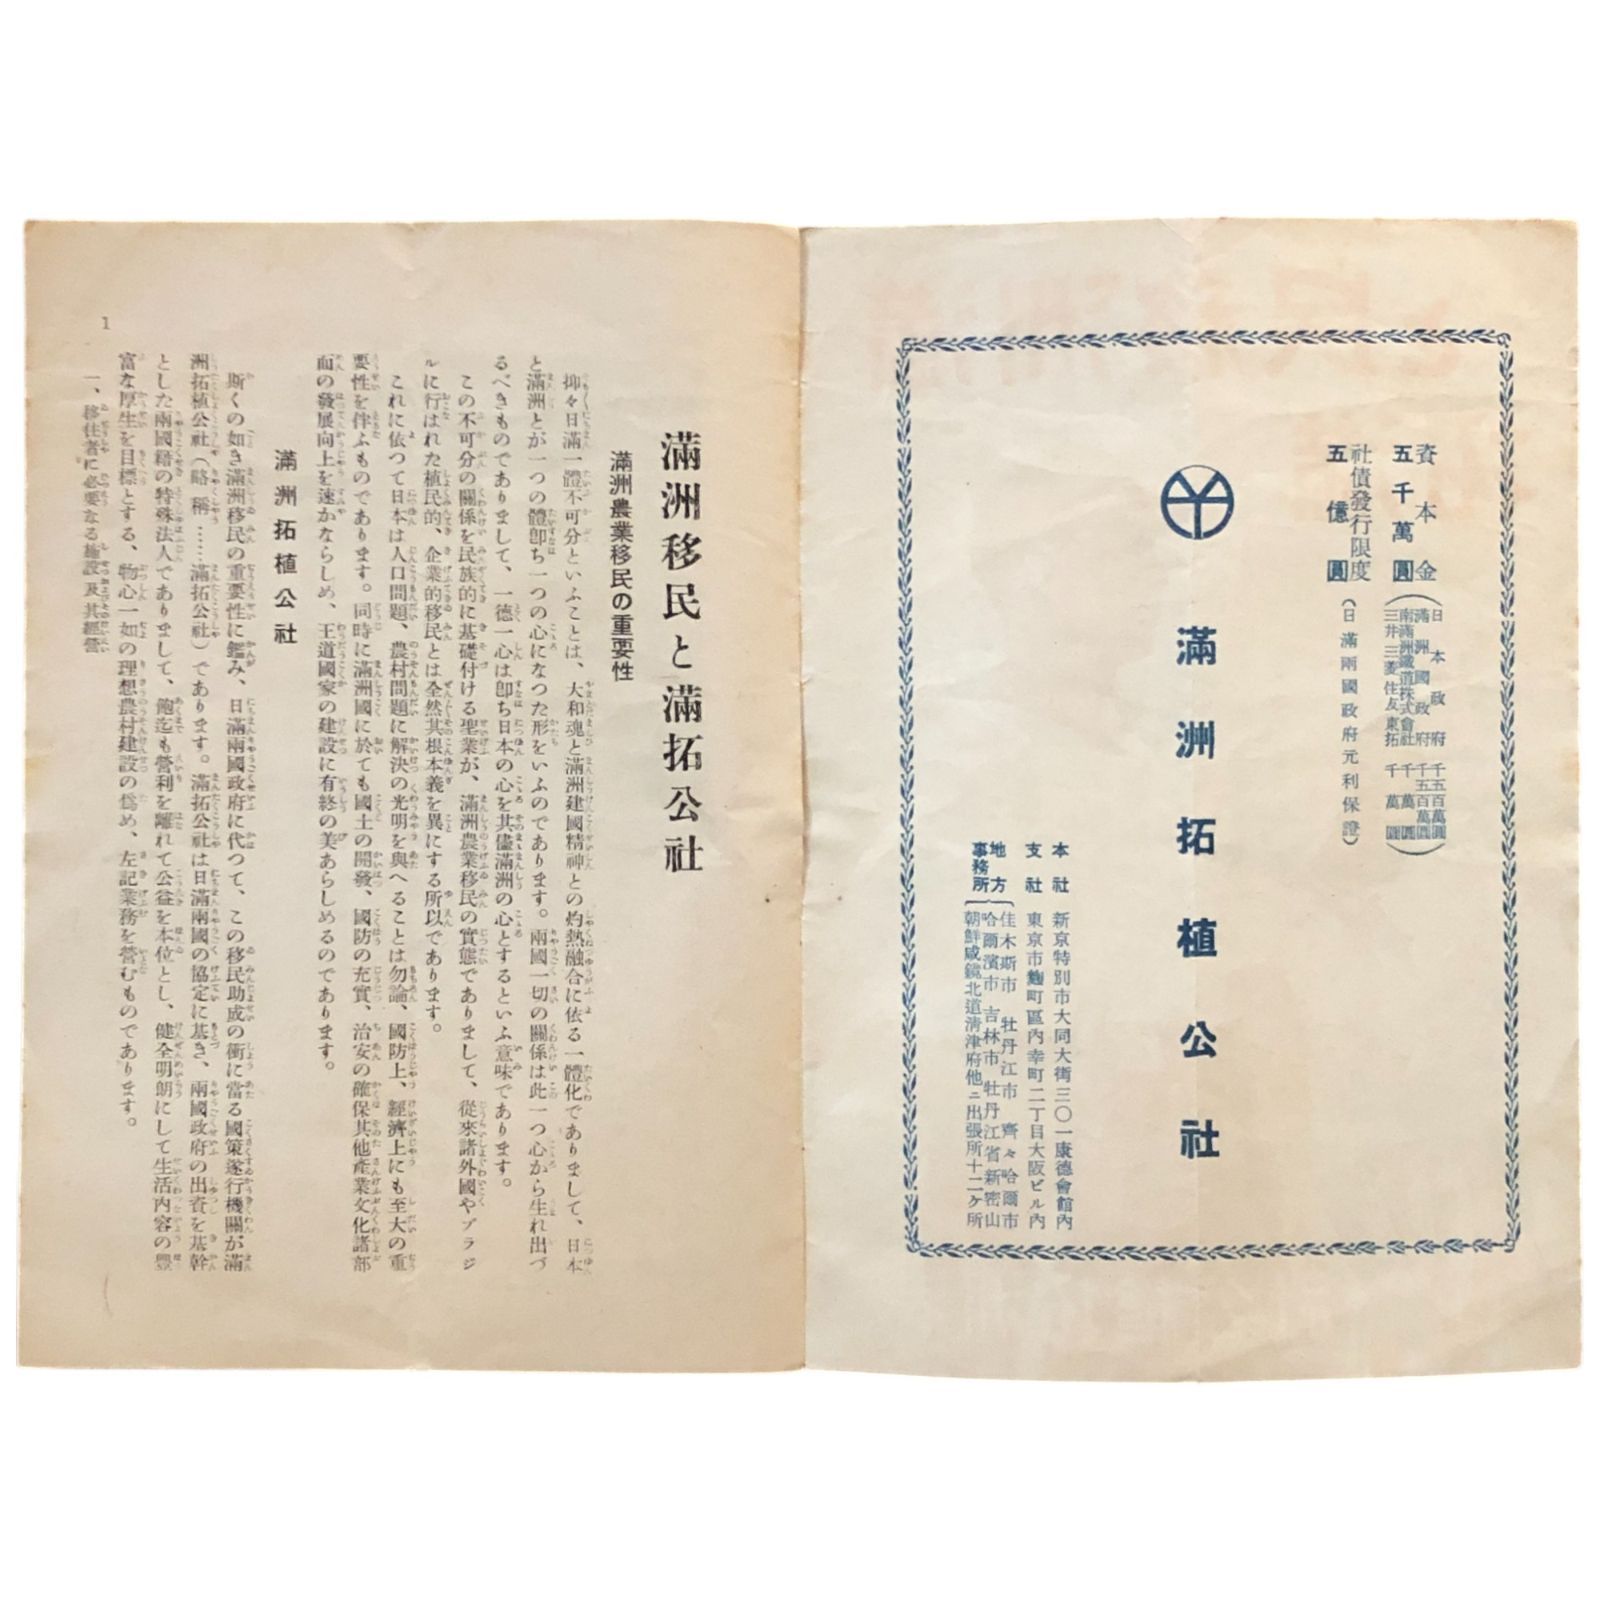 資本金
五千萬圓
(日本政府 千五百萬圓
滿洲國政府 千五百萬圓
南滿洲鐵道株式會社 千萬圓
三井三菱住友東拓 千萬圓)
社債發行限度
五億圓
(日滿兩國政府元利保證)
滿洲拓植公社
本社 新京特別市大同大街三〇一康德會館內
支社 東京市麹町區內幸町二丁目大阪ビル內
地方事務所
佳木斯市 牡丹江市 齊々哈爾市
哈爾濱市 吉林市 牡丹江省新密山
朝鮮咸鏡北道淸津府他ニ出張所十二ケ所
滿洲移民と滿拓公社
滿洲農業移民の重要性
抑々日滿一體不可分といふことは、大和魂と滿洲建國精神との灼熱融合に依る一體化でありまして、日本
と滿洲とが一つの體卽ち一つの心になつた形をいふのであります。兩國一切の關係は此一つ心から生れ出づ
るべきものでありまして、一德一心は卽ち日本の心を其儘滿洲の心とするといふ意味であります。
この不可分の關係を民族的に基礎付ける聖業が、滿洲農業移民の實態でありまして、從來諸外國やブラジ
ルに行はれた植民的、企業的移民とは全然其根本義を異にする所以であります。
これに依つて日本は人口問題、農村問題に解決の光明を與へることは勿論、國防上、經濟上にも至大の重
要性を伴ふものであります。同時に滿洲國に於ても國土の開發、國防の充實、治安の確保其他產業文化諸部
面の發展向上を速かならしめ、王道國家の建設に有終の美あらしめるのであります。
滿洲拓植公社
斯くの如き滿洲移民の重要性に鑑み、日滿兩國政府に代つて、この移民助成の衝に當る國策遂行機關が滿
洲拓植公社(略稱……滿拓公社)であります。滿拓公社は日滿兩國の協定に基き、兩國政府の出資を基幹
とした兩國籍の特殊法人でありまして、飽迄も營利を離れて公益を本位とし、健全明朗にして生活內容の豐
富な厚生を目標とする、物心一如の理想農村建設の爲め、左記業務を營むものであります。
一、移住者に必要なる施設及其經營
1